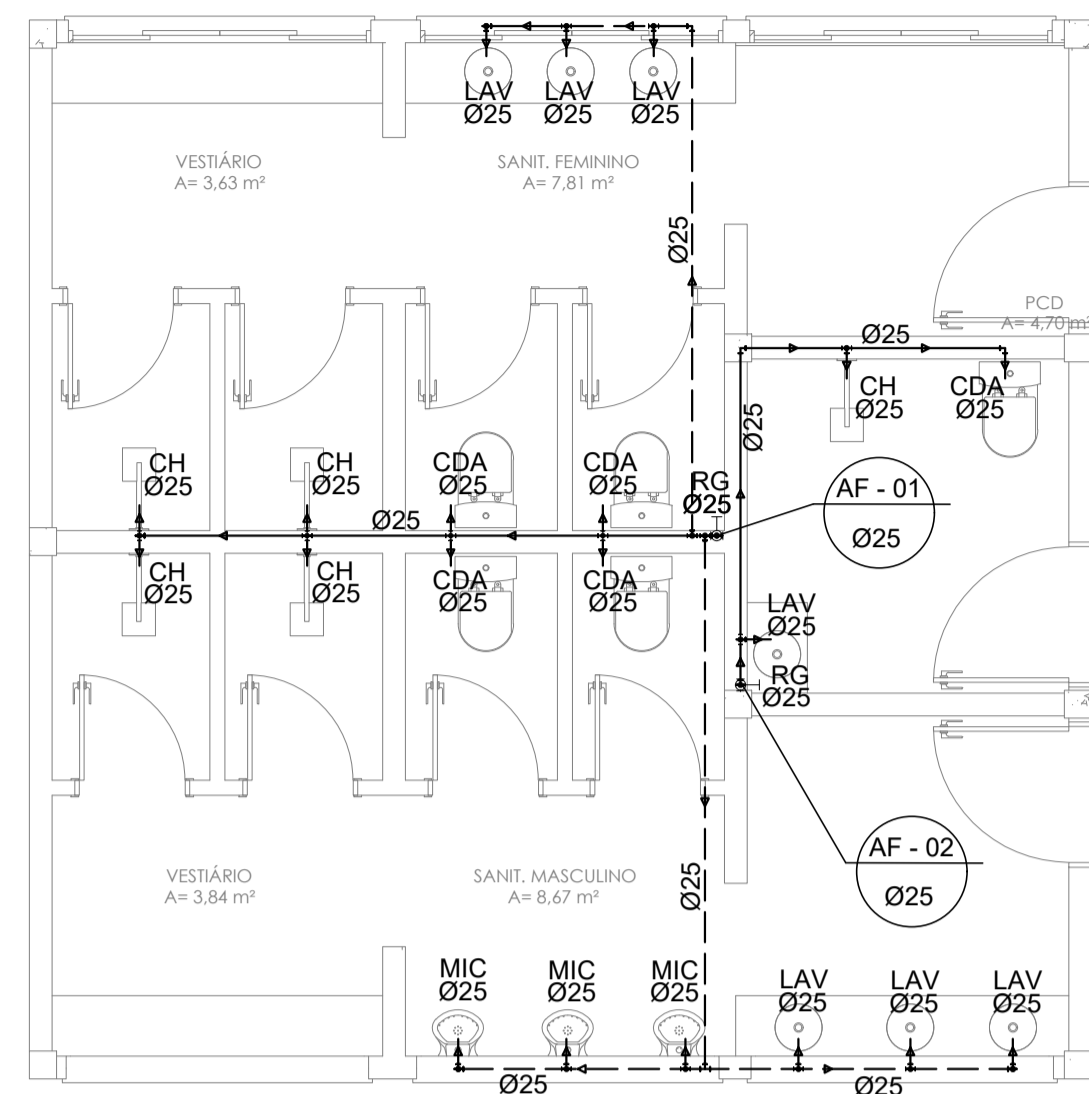 LAV
Ø25
LAV
Ø25
LAV
Ø25
VESTIÁRIO
A= 3,63 m²
SANIT. FEMININO
A= 7,81 m²
Ø25
PCD
A= 4,70 m²
Ø25
CH
Ø25
CDA
Ø25
Ø25
CH
Ø25
CH
Ø25
CDA
Ø25
CDA
Ø25
RG
Ø25
AF - 01
Ø25
Ø25
CH
Ø25
CH
Ø25
CDA
Ø25
CDA
Ø25
LAV
Ø25
RG
Ø25
AF - 02
Ø25
VESTIÁRIO
A= 3,84 m²
SANIT. MASCULINO
A= 8,67 m²
Ø25
MIC
Ø25
MIC
Ø25
MIC
Ø25
LAV
Ø25
LAV
Ø25
LAV
Ø25
Ø25
Ø25